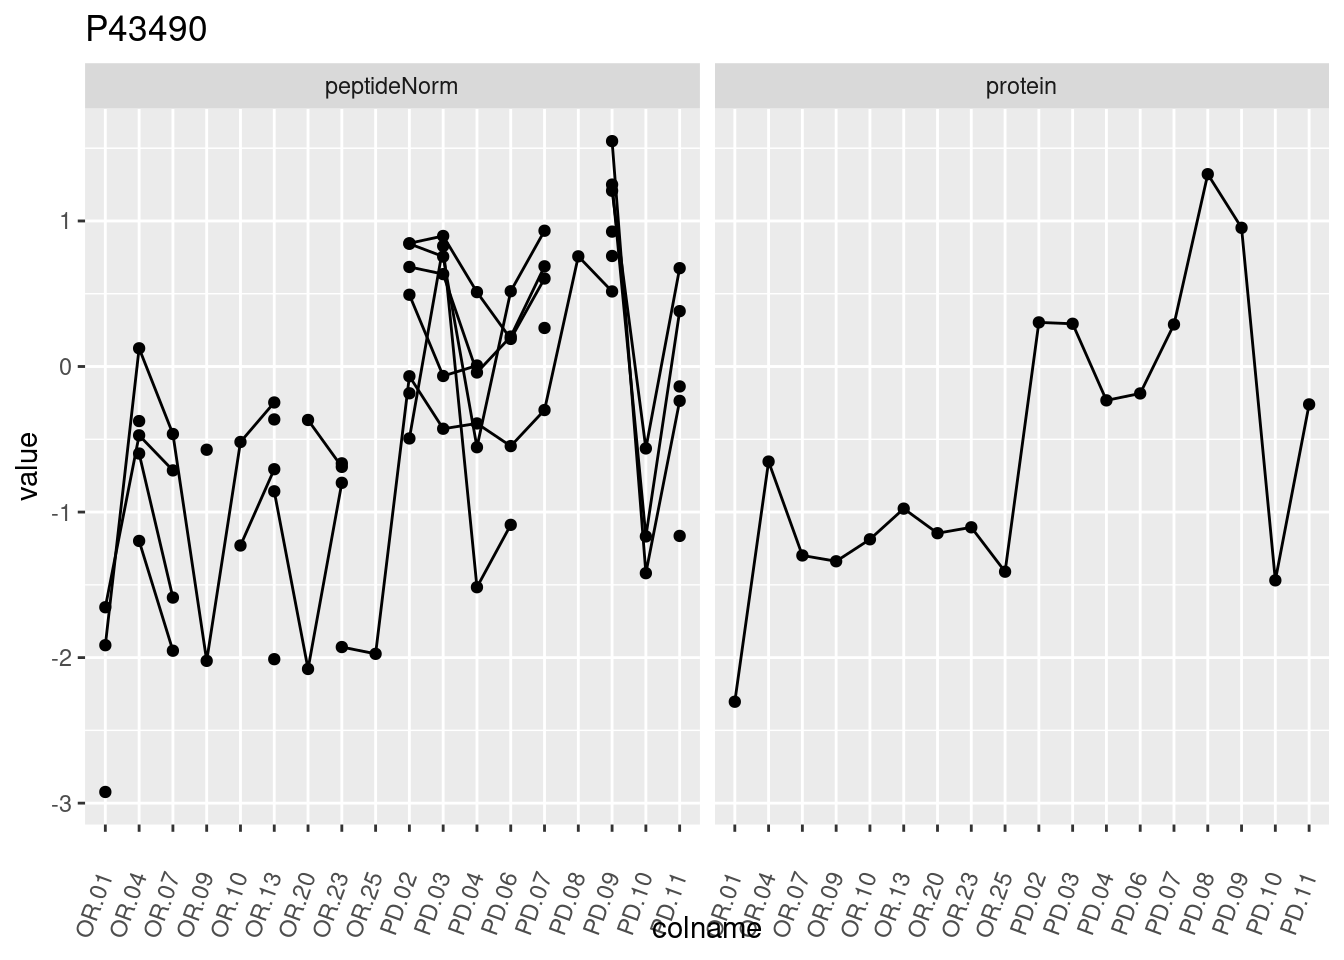 P43490
peptideNorm protein
value
1
0
-1
-2
-3
OR.01 OR.04 OR.07 OR.09 OR.10 OR.13 OR.20 OR.23 OR.25 PD.02 PD.03 PD.04 PD.06 PD.07 PD.08 PD.09 PD.10 PD.11 OR.01 OR.04 OR.07 OR.09 OR.10 OR.13 OR.20 OR.23 OR.25 PD.02 PD.03 PD.04 PD.06 PD.07 PD.08 PD.09 PD.10 PD.11
colname